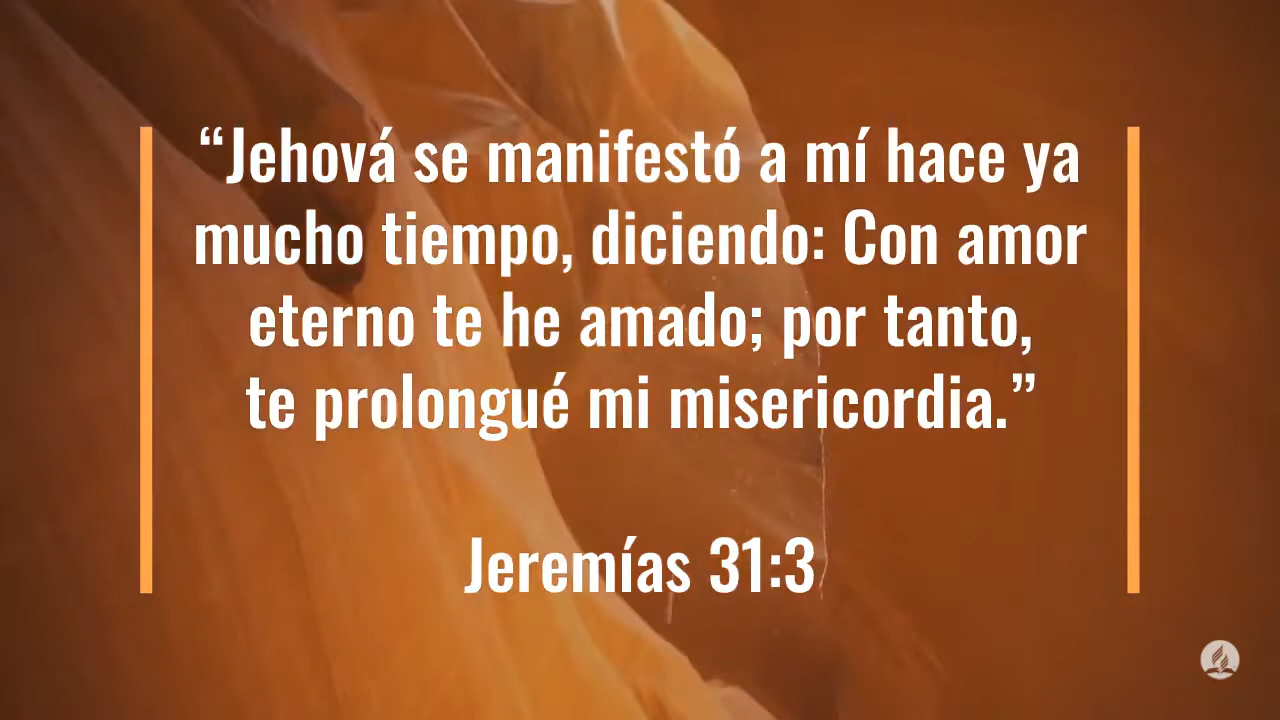 “Jehová se manifestó a mí hace ya
mucho tiempo, diciendo: Con amor
eterno te he amado; por tanto,
te prolongué mi misericordia.”
Jeremías 31:3